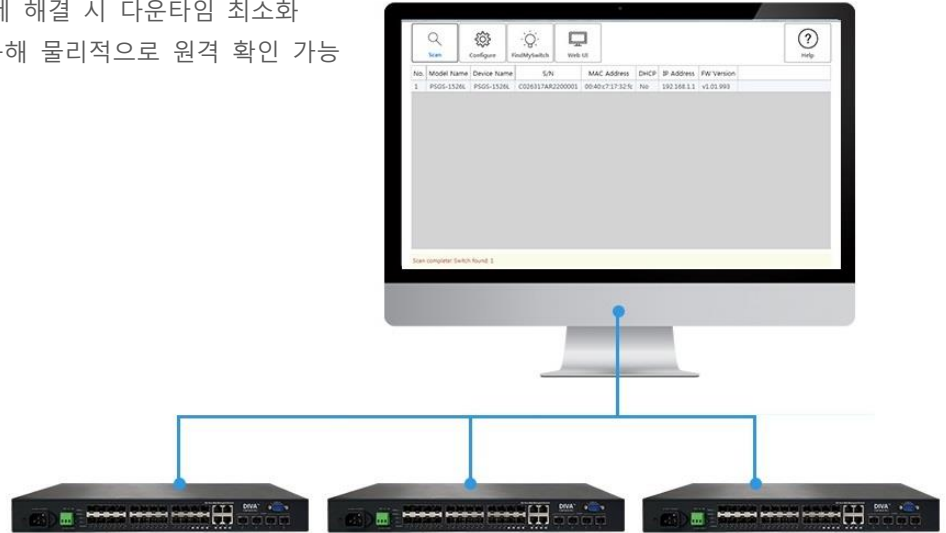 해결 시 다운타임 최소화
물리적으로 원격 확인 가능
Scan Configure FindMySwitch Web UI Help
No. Model Name Device Name S/N MAC Address DHCP IP Address FW Version
1 PSGS-1526L PSGS-1526L C026317AR2200001 00:40:c7:17:32:fc No 192.168.1.1 v1.01.993
Scan complete! Switch found: 1
DIVA DIVA DIVA